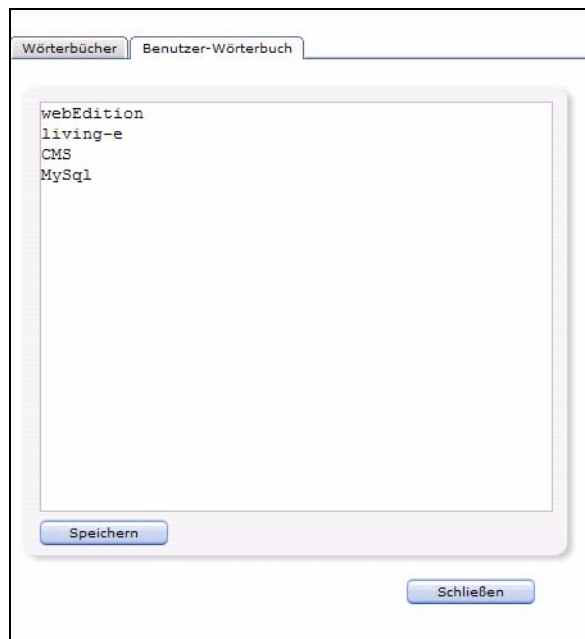 Wörterbücher Benutzer-Wörterbuch
webEdition
living-e
CMS
MySql
Speichern
Schließen